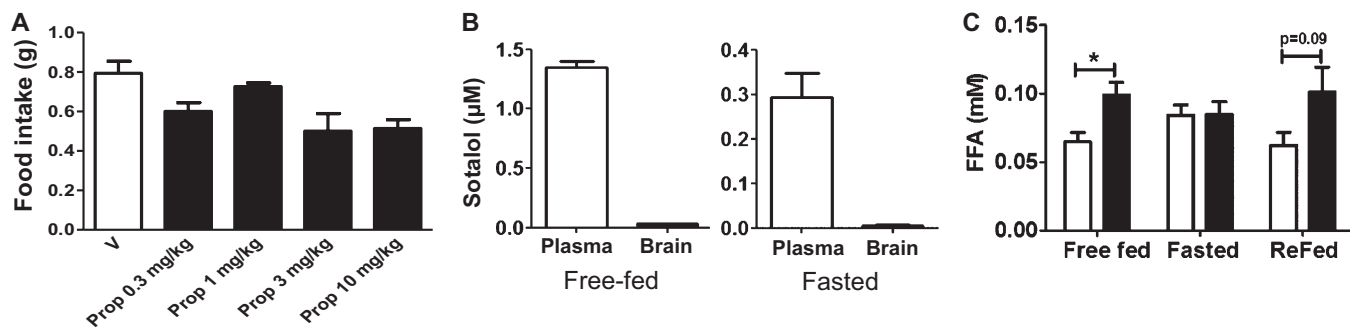 A
Food intake (g)
1.0
0.8
0.6
0.4
0.2
0.0
V
Prop 0.3 mg/kg
Prop 1 mg/kg
Prop 3 mg/kg
Prop 10 mg/kg
B
Sotalol (µM)
1.5
1.0
0.5
0.0
Plasma Brain
Free-fed
0.4
0.3
0.2
0.1
0.0
Plasma Brain
Fasted
C
FFA (mM)
0.15
0.10
0.05
0.00
*
p=0.09
Free fed Fasted ReFed